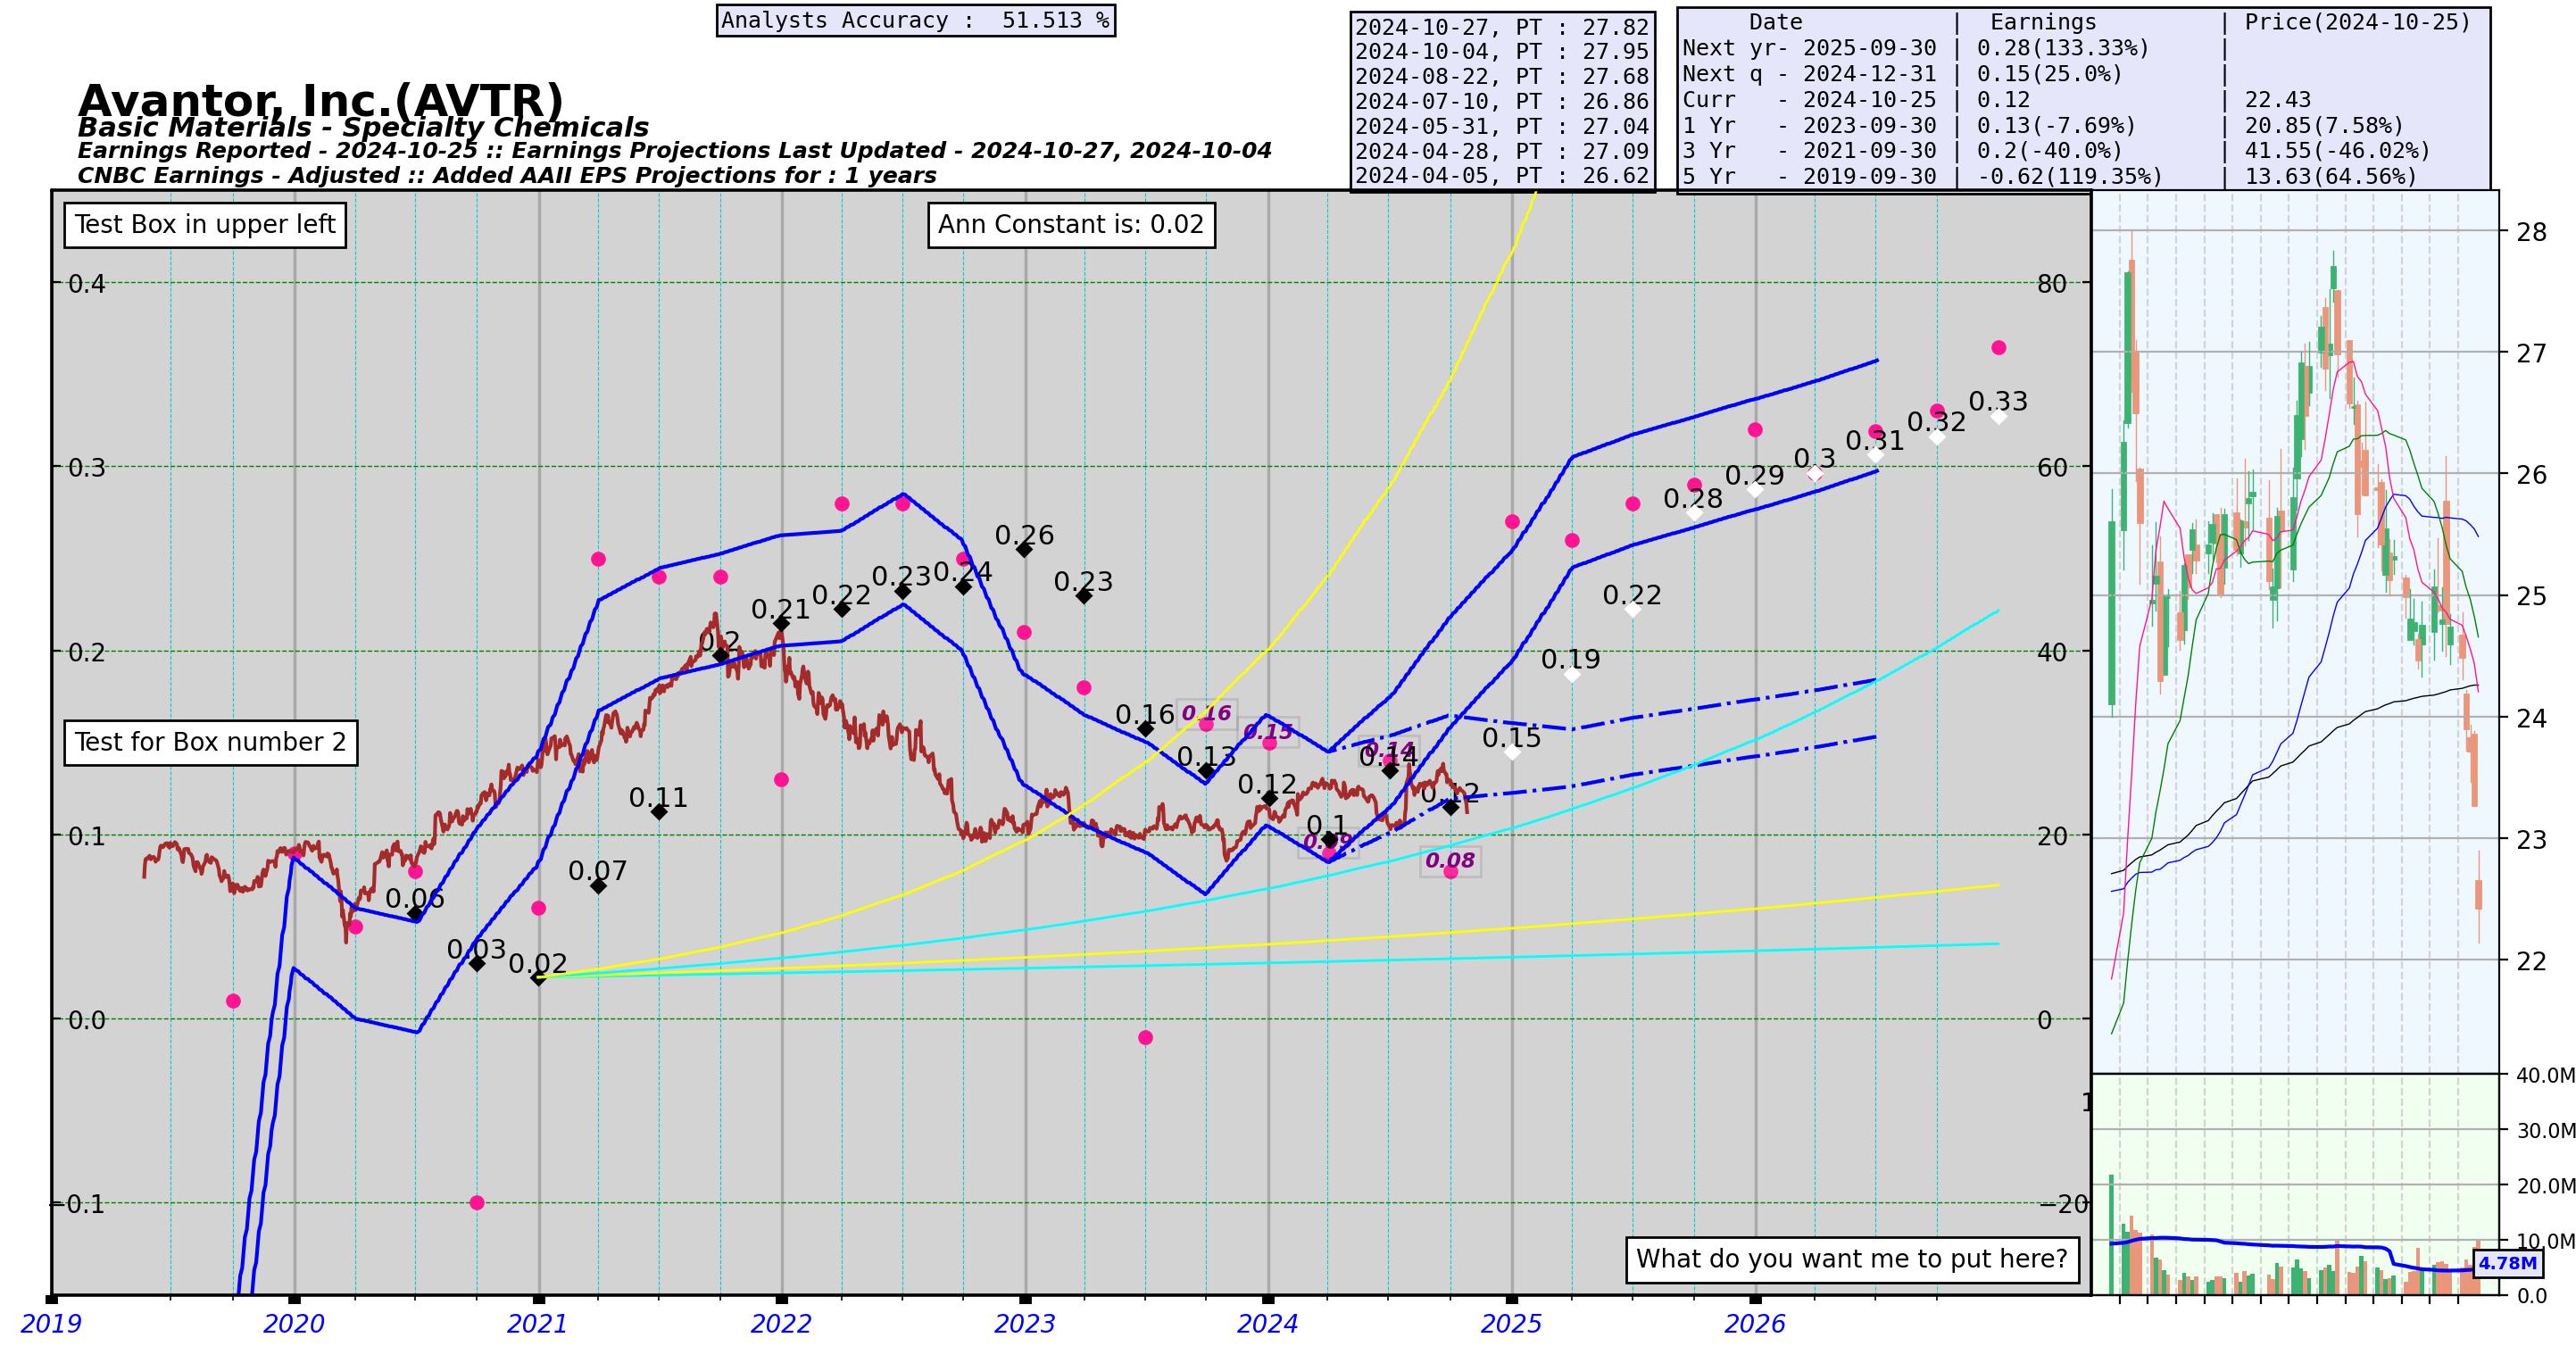 Analysts Accuracy :  51.513 %
2024-10-27, PT : 27.82
2024-10-04, PT : 27.95
2024-08-22, PT : 27.68
2024-07-10, PT : 26.86
2024-05-31, PT : 27.04
2024-04-28, PT : 27.09
2024-04-05, PT : 26.62
Date | Earnings | Price(2024-10-25)
Next yr- 2025-09-30 | 0.28(133.33%) |
Next q - 2024-12-31 | 0.15(25.0%) |
Curr - 2024-10-25 | 0.12 | 22.43
1 Yr - 2023-09-30 | 0.13(-7.69%) | 20.85(7.58%)
3 Yr - 2021-09-30 | 0.2(-40.0%) | 41.55(-46.02%)
5 Yr - 2019-09-30 | -0.62(119.35%) | 13.63(64.56%)
Avantor, Inc.(AVTR)
Basic Materials - Specialty Chemicals
Earnings Reported - 2024-10-25 :: Earnings Projections Last Updated - 2024-10-27, 2024-10-04
CNBC Earnings - Adjusted :: Added AAII EPS Projections for : 1 years
Test Box in upper left
Ann Constant is: 0.02
0.4
0.3
0.2
0.1
0.0
−0.1
Test for Box number 2
0.06
0.03
0.02
0.07
0.11
0.2
0.21
0.22
0.23
0.24
0.26
0.23
0.16
0.16
0.13
0.15
0.12
0.1
0.09
0.14
0.14
0.12
0.08
0.15
0.19
0.22
0.28
0.29
0.3
0.31
0.32
0.33
80
60
40
20
0
−20
1
What do you want me to put here?
28
27
26
25
24
23
22
40.0M
30.0M
20.0M
10.0M
4.78M
0.0
2019
2020
2021
2022
2023
2024
2025
2026